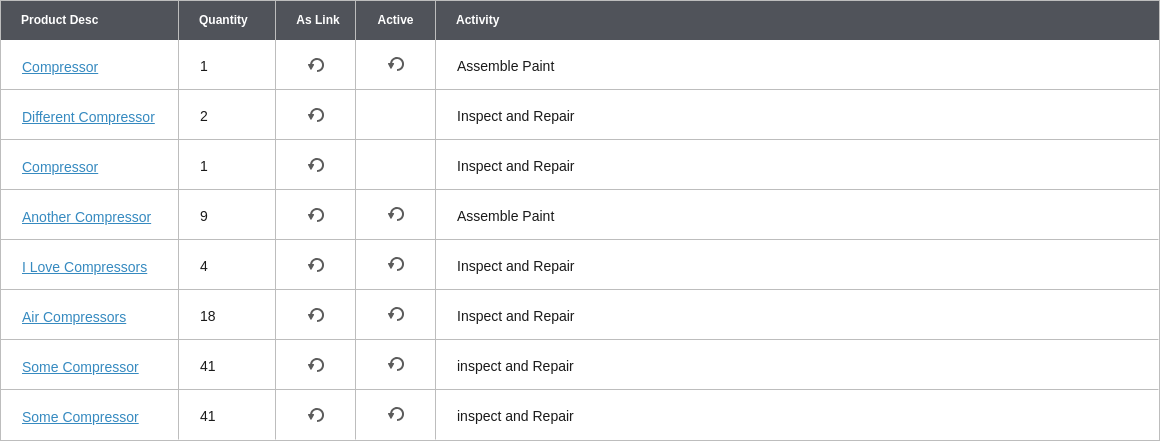 Product Desc Quantity As Link Active Activity
Compressor 1 Assemble Paint
Different Compressor 2 Inspect and Repair
Compressor 1 Inspect and Repair
Another Compressor 9 Assemble Paint
I Love Compressors 4 Inspect and Repair
Air Compressors 18 Inspect and Repair
Some Compressor 41 inspect and Repair
Some Compressor 41 inspect and Repair